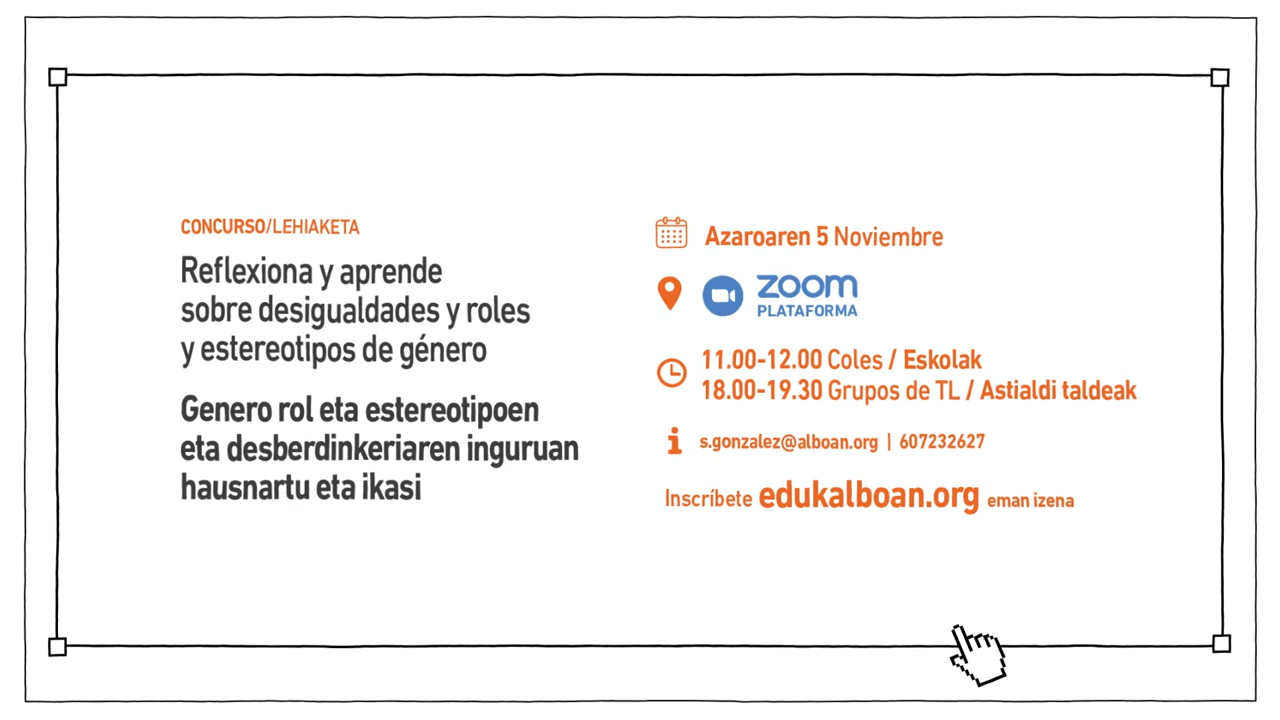 CONCURSO/LEHIAKETA
Reflexiona y aprende
sobre desigualdades y roles
y estereotipos de género
Genero rol eta estereotipoen
eta desberdinkeriaren inguruan
hausnartu eta ikasi
Azaroaren 5 Noviembre
zoom
PLATAFORMA
11.00-12.00 Coles / Eskolak
18.00-19.30 Grupos de TL / Astialdi taldeak
s.gonzalez@alboan.org | 607232627
Inscríbete edukalboan.org eman izena